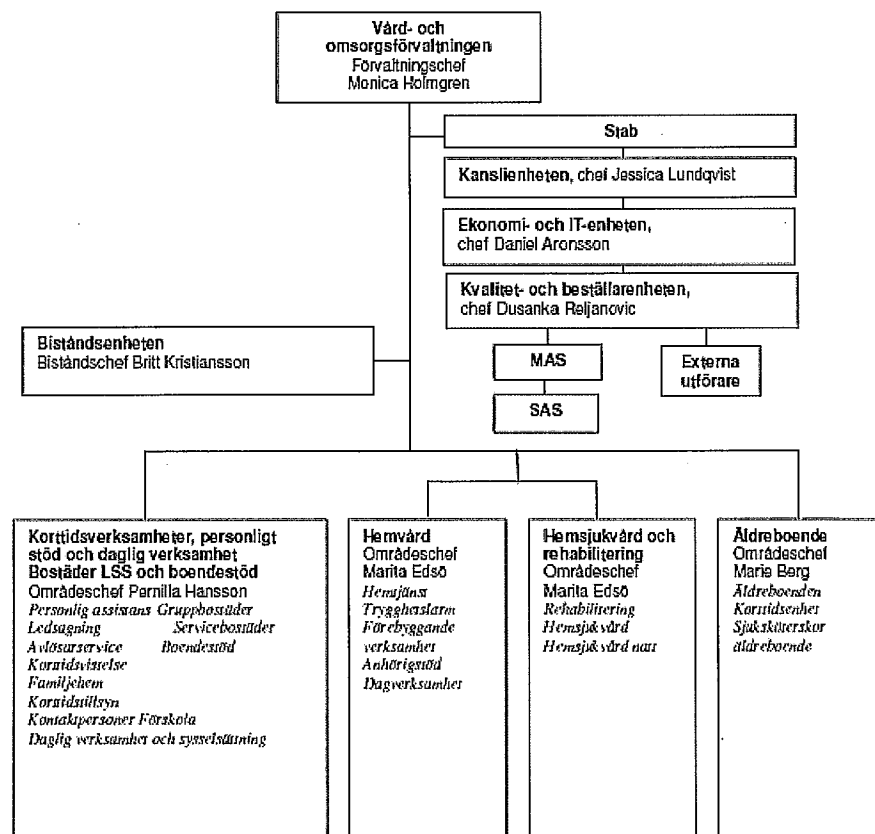 Vård- och
omsorgsförvaltningen
Förvaltningschef
Monica Holmgren
Stab
Kanslienheten, chef Jessica Lundqvist
Ekonomi- och IT-enheten,
chef Daniel Aronsson
Kvalitet- och beställarenheten,
chef Dusanka Reljanovic
Biståndsenheten
Biståndschef Britt Kristiansson
MAS
Externa
utförare
SAS
Korttidsverksamheter, personligt
stöd och daglig verksamhet
Bostäder LSS och boendestöd
Områdeschef Pernilla Hansson
Personlig assistans Gruppbostäder
Ledsagning Servicebostäder
Avlösarservice Boendestöd
Korttidsvistelse
Familjehem
Korttidstillsyn
Kontaktpersoner Förskola
Daglig verksamhet och sysselsättning
Hemvård
Områdeschef
Marita Edsö
Hemtjänst
Trygghetslarm
Förebyggande
verksamhet
Anhörigstöd
Dagverksamhet
Hemsjukvård och
rehabilitering
Områdeschef
Marita Edsö
Rehabilitering
Hemsjukvård
Hemsjukvård natt
Äldreboende
Områdeschef
Marie Berg
Äldreboenden
Korttidsenhet
Sjuksköterskor
äldreboende